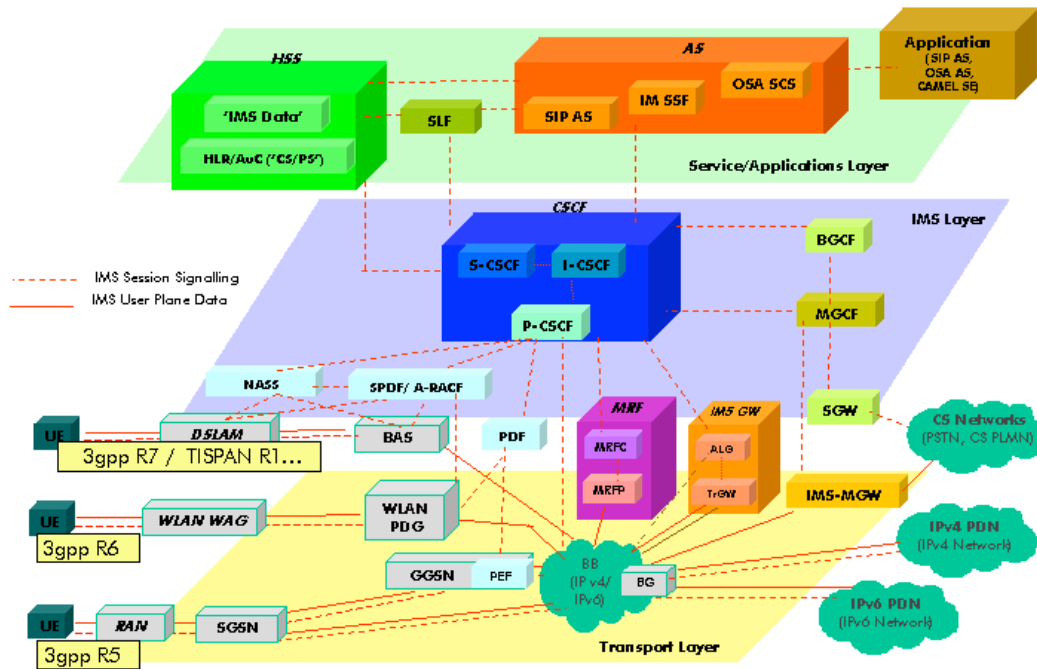 HSS
AS
Application
(SIP AS,
OSA AS,
CAMEL SE)
'IMS Data'
SLF
SIP AS
IM SSF
OSA SCS
HLR/AuC ('CS/PS')
Service/Applications Layer
CSCF
IMS Layer
S-CSCF
I-CSCF
BGCF
IMS Session Signalling
IMS User Plane Data
P-CSCF
MGCF
NASS
SPDF/ A-RACF
SGW
CS Networks
(PSTN, CS PLMN)
UE
DSLAM
BAS
PDF
MRF
MRFC
MRFP
IMS GW
ALG
TrGW
3gpp R7 / TISPAN R1...
IMS-MGW
UE
WLAN WAG
WLAN
PDG
3gpp R6
IPv4 PDN
(IPv4 Network)
GGSN
PEF
BB
(IP v4/
IPv6)
BG
IPv6 PDN
(IPv6 Network)
UE
RAN
SGSN
3gpp R5
Transport Layer